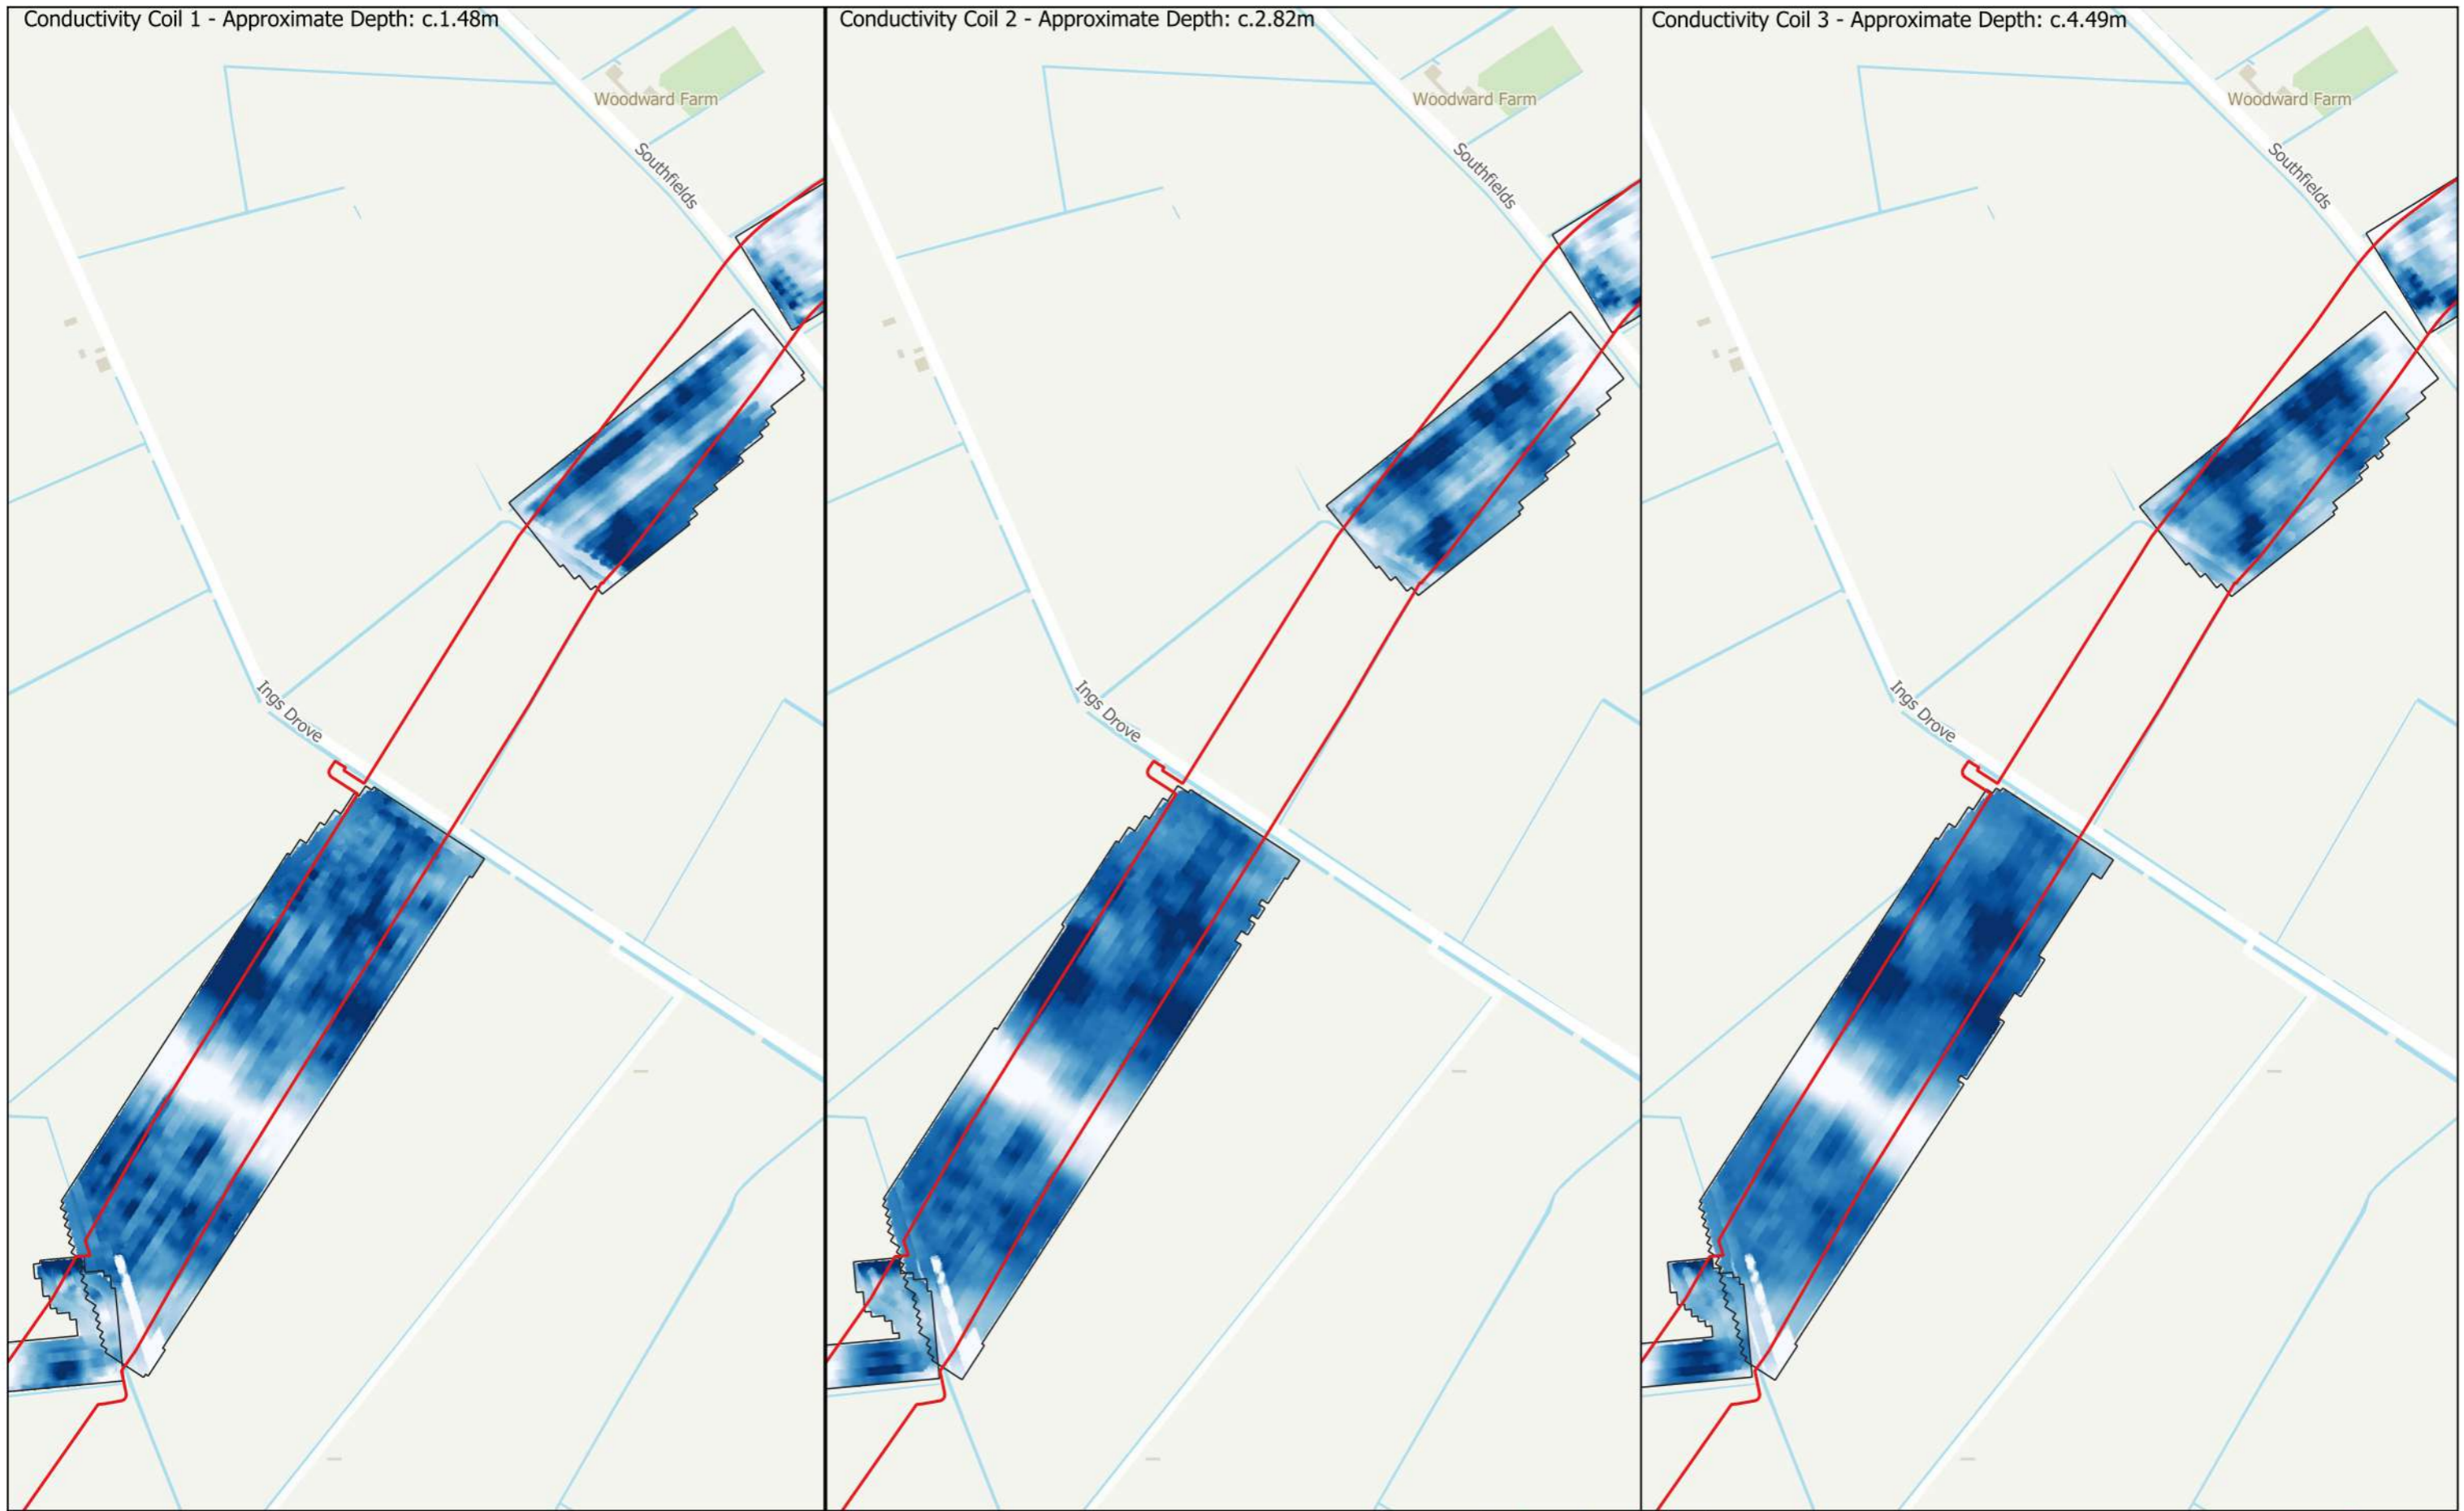 Conductivity Coil 1 - Approximate Depth: c.1.48m
Woodward Farm
Southfields
Ings Drove
Conductivity Coil 2 - Approximate Depth: c.2.82m
Woodward Farm
Southfields
Ings Drove
Conductivity Coil 3 - Approximate Depth: c.4.49m
Woodward Farm
Southfields
Ings Drove